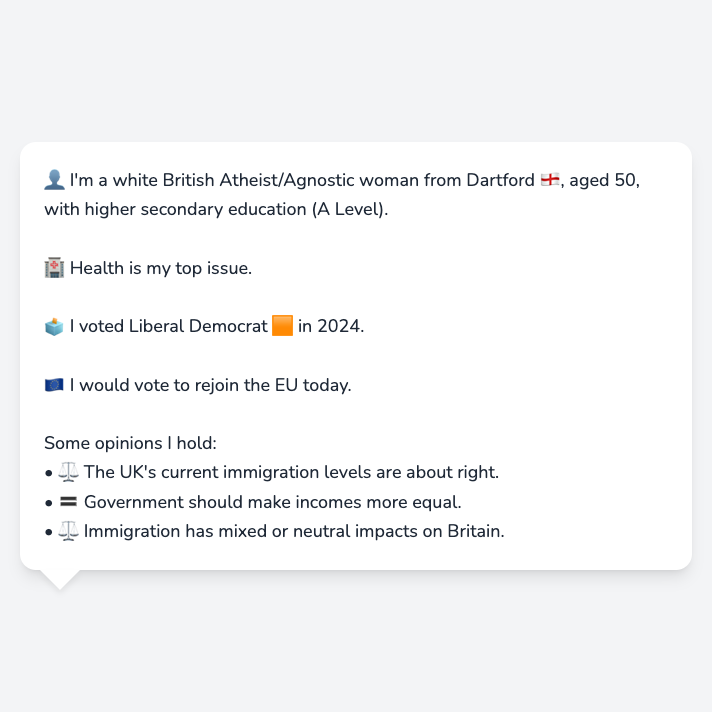 👤 I'm a white British Atheist/Agnostic woman from Dartford 🏴󠁧󠁢󠁥󠁮󠁧󠁿, aged 50,
with higher secondary education (A Level).
🏥 Health is my top issue.
🗳️ I voted Liberal Democrat 🟧 in 2024.
🇪🇺 I would vote to rejoin the EU today.
Some opinions I hold:
• ⚖️ The UK's current immigration levels are about right.
• 🟰 Government should make incomes more equal.
• ⚖️ Immigration has mixed or neutral impacts on Britain.